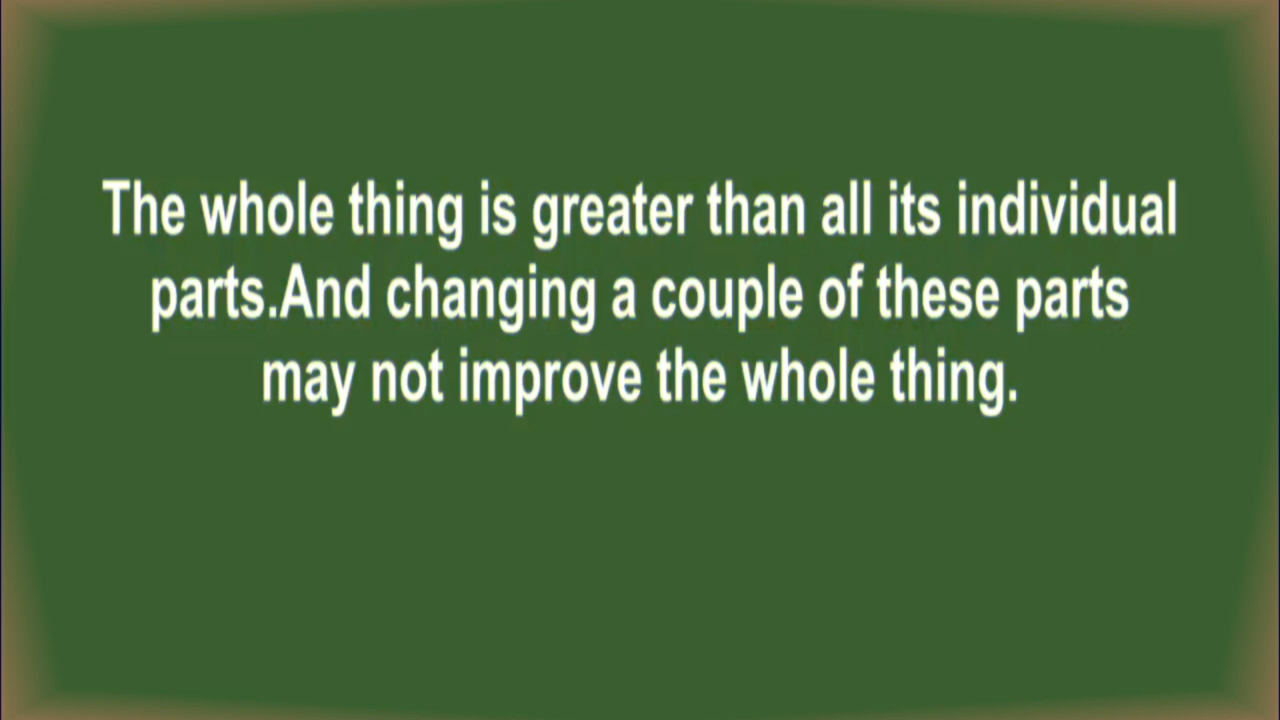 The whole thing is greater than all its individual
parts.And changing a couple of these parts
may not improve the whole thing.